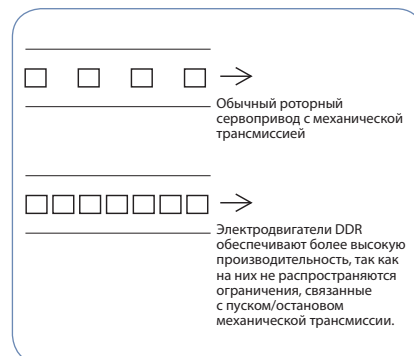 Обычный роторный
сервопривод с механической
трансмиссией
Электродвигатели DDR
обеспечивают более высокую
производительность, так как
на них не распространяются
ограничения, связанные
с пуском/остановом
механической трансмиссии.